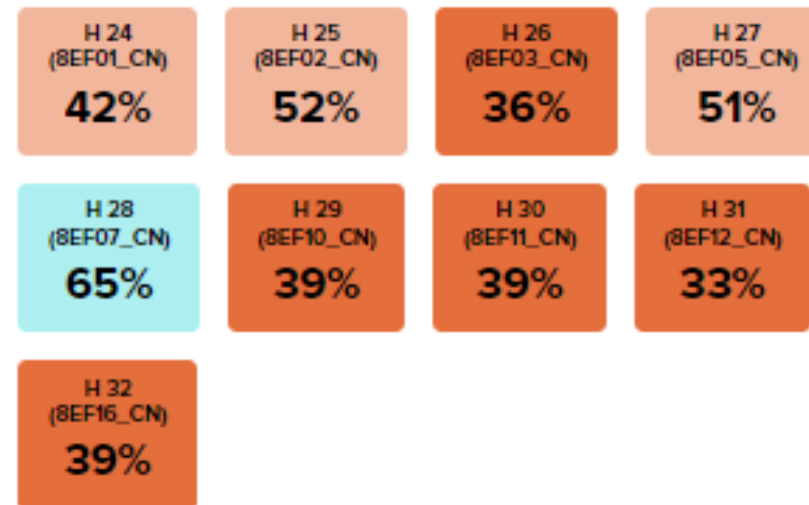 H 24
(8EF01_CN)
42%
H 25
(8EF02_CN)
52%
H 26
(8EF03_CN)
36%
H 27
(8EF05_CN)
51%
H 28
(8EF07_CN)
65%
H 29
(8EF10_CN)
39%
H 30
(8EF11_CN)
39%
H 31
(8EF12_CN)
33%
H 32
(8EF16_CN)
39%